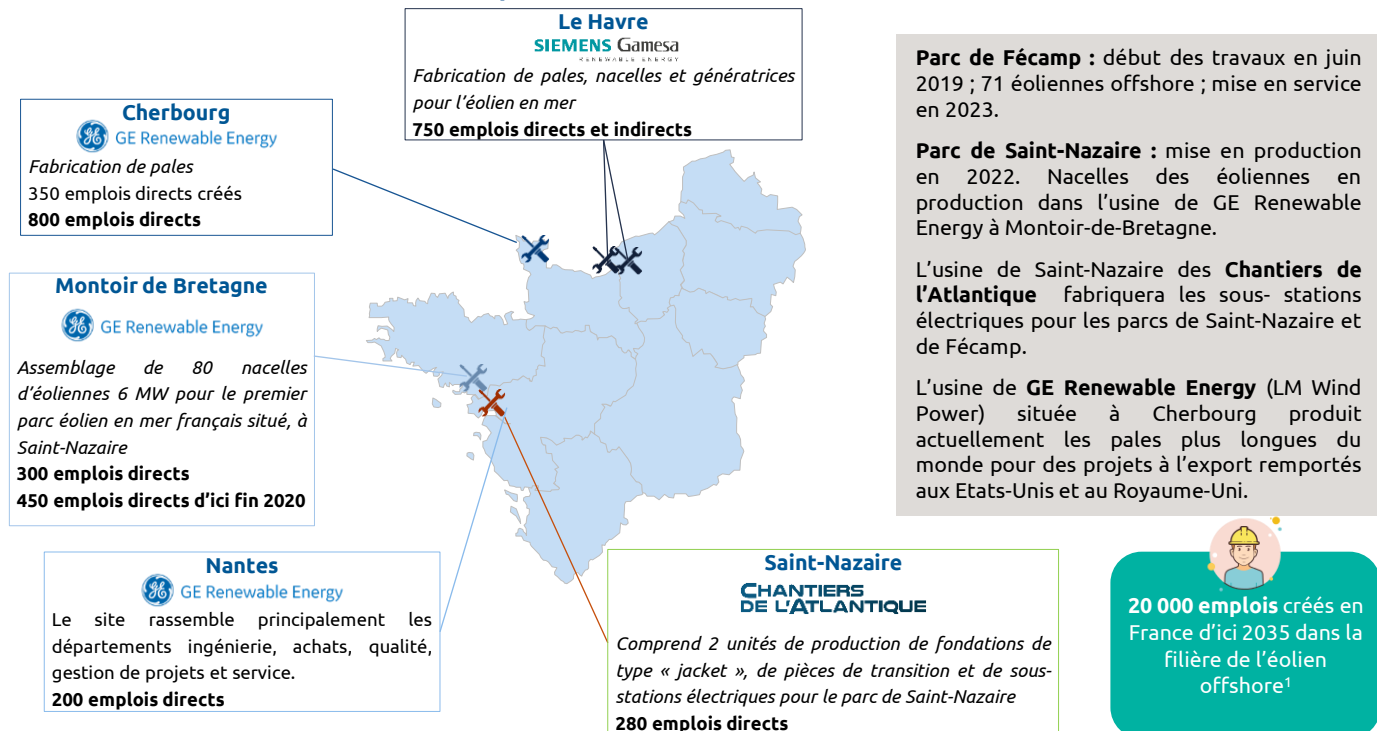 Le Havre
SIEMENS Gamesa
RENEWABLE ENERGY
Fabrication de pales, nacelles et génératrices
pour l'éolien en mer
750 emplois directs et indirects
Cherbourg
GE Renewable Energy
Fabrication de pales
350 emplois directs créés
800 emplois directs
Montoir de Bretagne
GE Renewable Energy
Assemblage de 80 nacelles
d'éoliennes 6 MW pour le premier
parc éolien en mer français situé, à
Saint-Nazaire
300 emplois directs
450 emplois directs d'ici fin 2020
Nantes
GE Renewable Energy
Le site rassemble principalement les
départements ingénierie, achats, qualité,
gestion de projets et service.
200 emplois directs
Saint-Nazaire
CHANTIERS
DE L'ATLANTIQUE
Comprend 2 unités de production de fondations de
type « jacket », de pièces de transition et de sous-
stations électriques pour le parc de Saint-Nazaire
280 emplois directs
Parc de Fécamp : début des travaux en juin
2019 ; 71 éoliennes offshore ; mise en service
en 2023.
Parc de Saint-Nazaire : mise en production
en 2022. Nacelles des éoliennes en
production dans l'usine de GE Renewable
Energy à Montoir-de-Bretagne.
L'usine de Saint-Nazaire des Chantiers de
l'Atlantique fabriquera les sous- stations
électriques pour les parcs de Saint-Nazaire et
de Fécamp.
L'usine de GE Renewable Energy (LM Wind
Power) située à Cherbourg produit
actuellement les pales plus longues du
monde pour des projets à l'export remportés
aux Etats-Unis et au Royaume-Uni.
20 000 emplois créés en
France d'ici 2035 dans la
filière de l'éolien
offshore¹